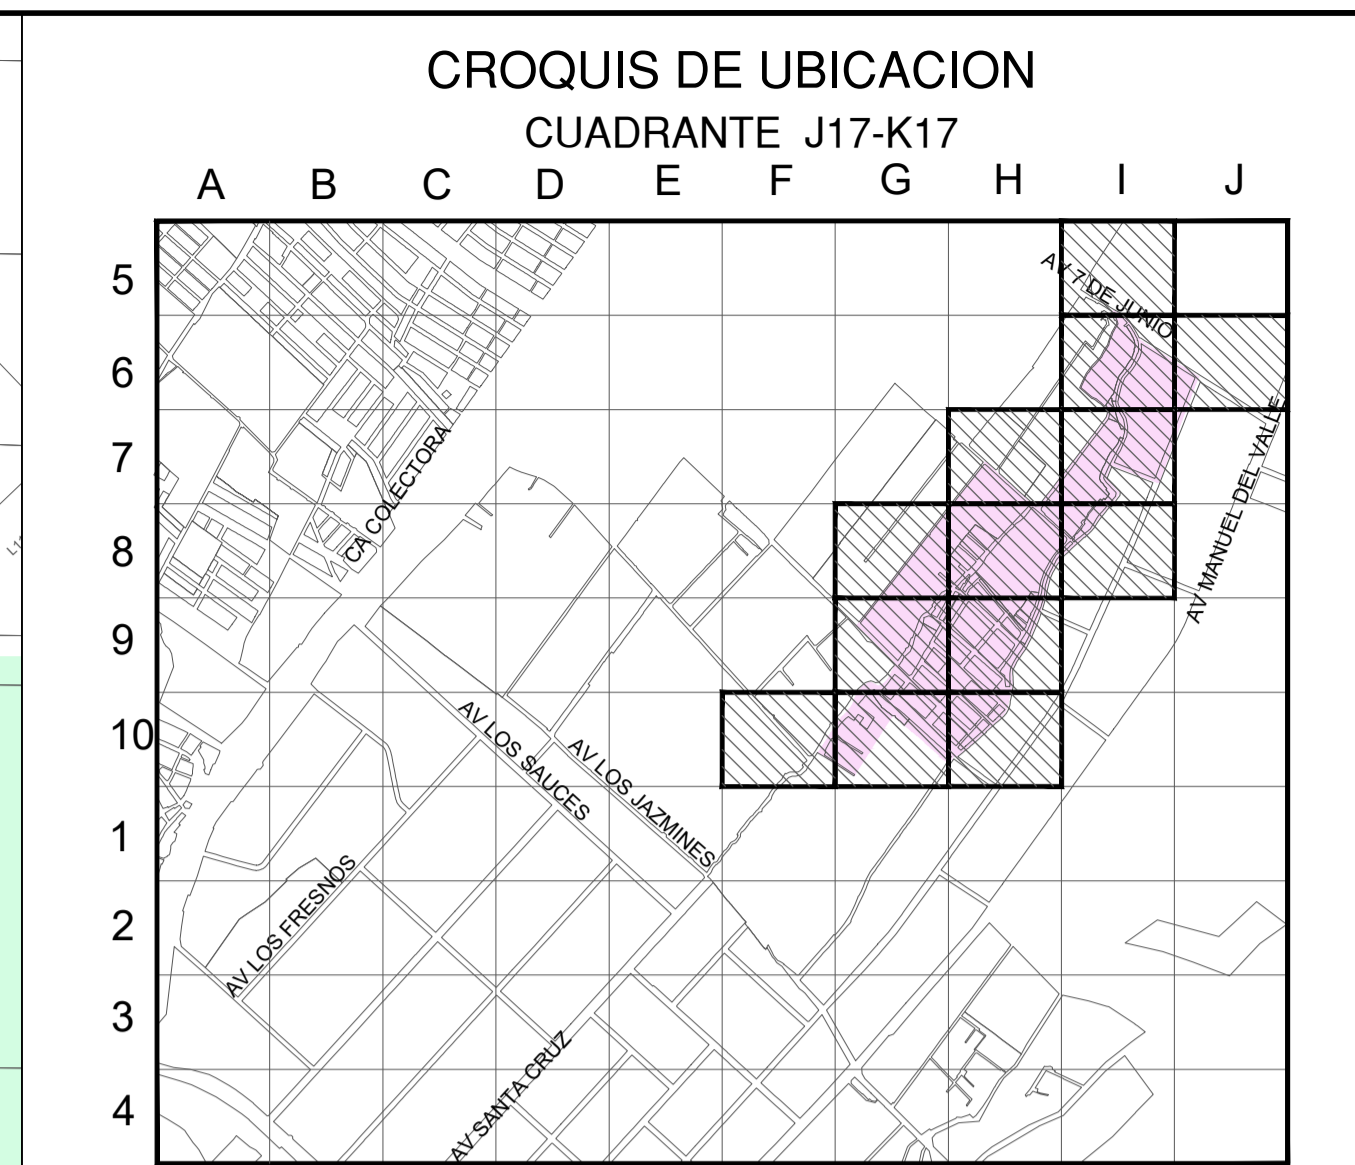 CROQUIS DE UBICACION
CUADRANTE J17-K17
A B C D E F G H I J
5
AV 7 DE JUNIO
6
7
CA COLECTORA
AV MANUEL DEL VALLE
8
9
10
AV LOS SAUCES
AV LOS JAZMINES
1
AV LOS FRESNOS
2
3
AV SANTA CRUZ
4